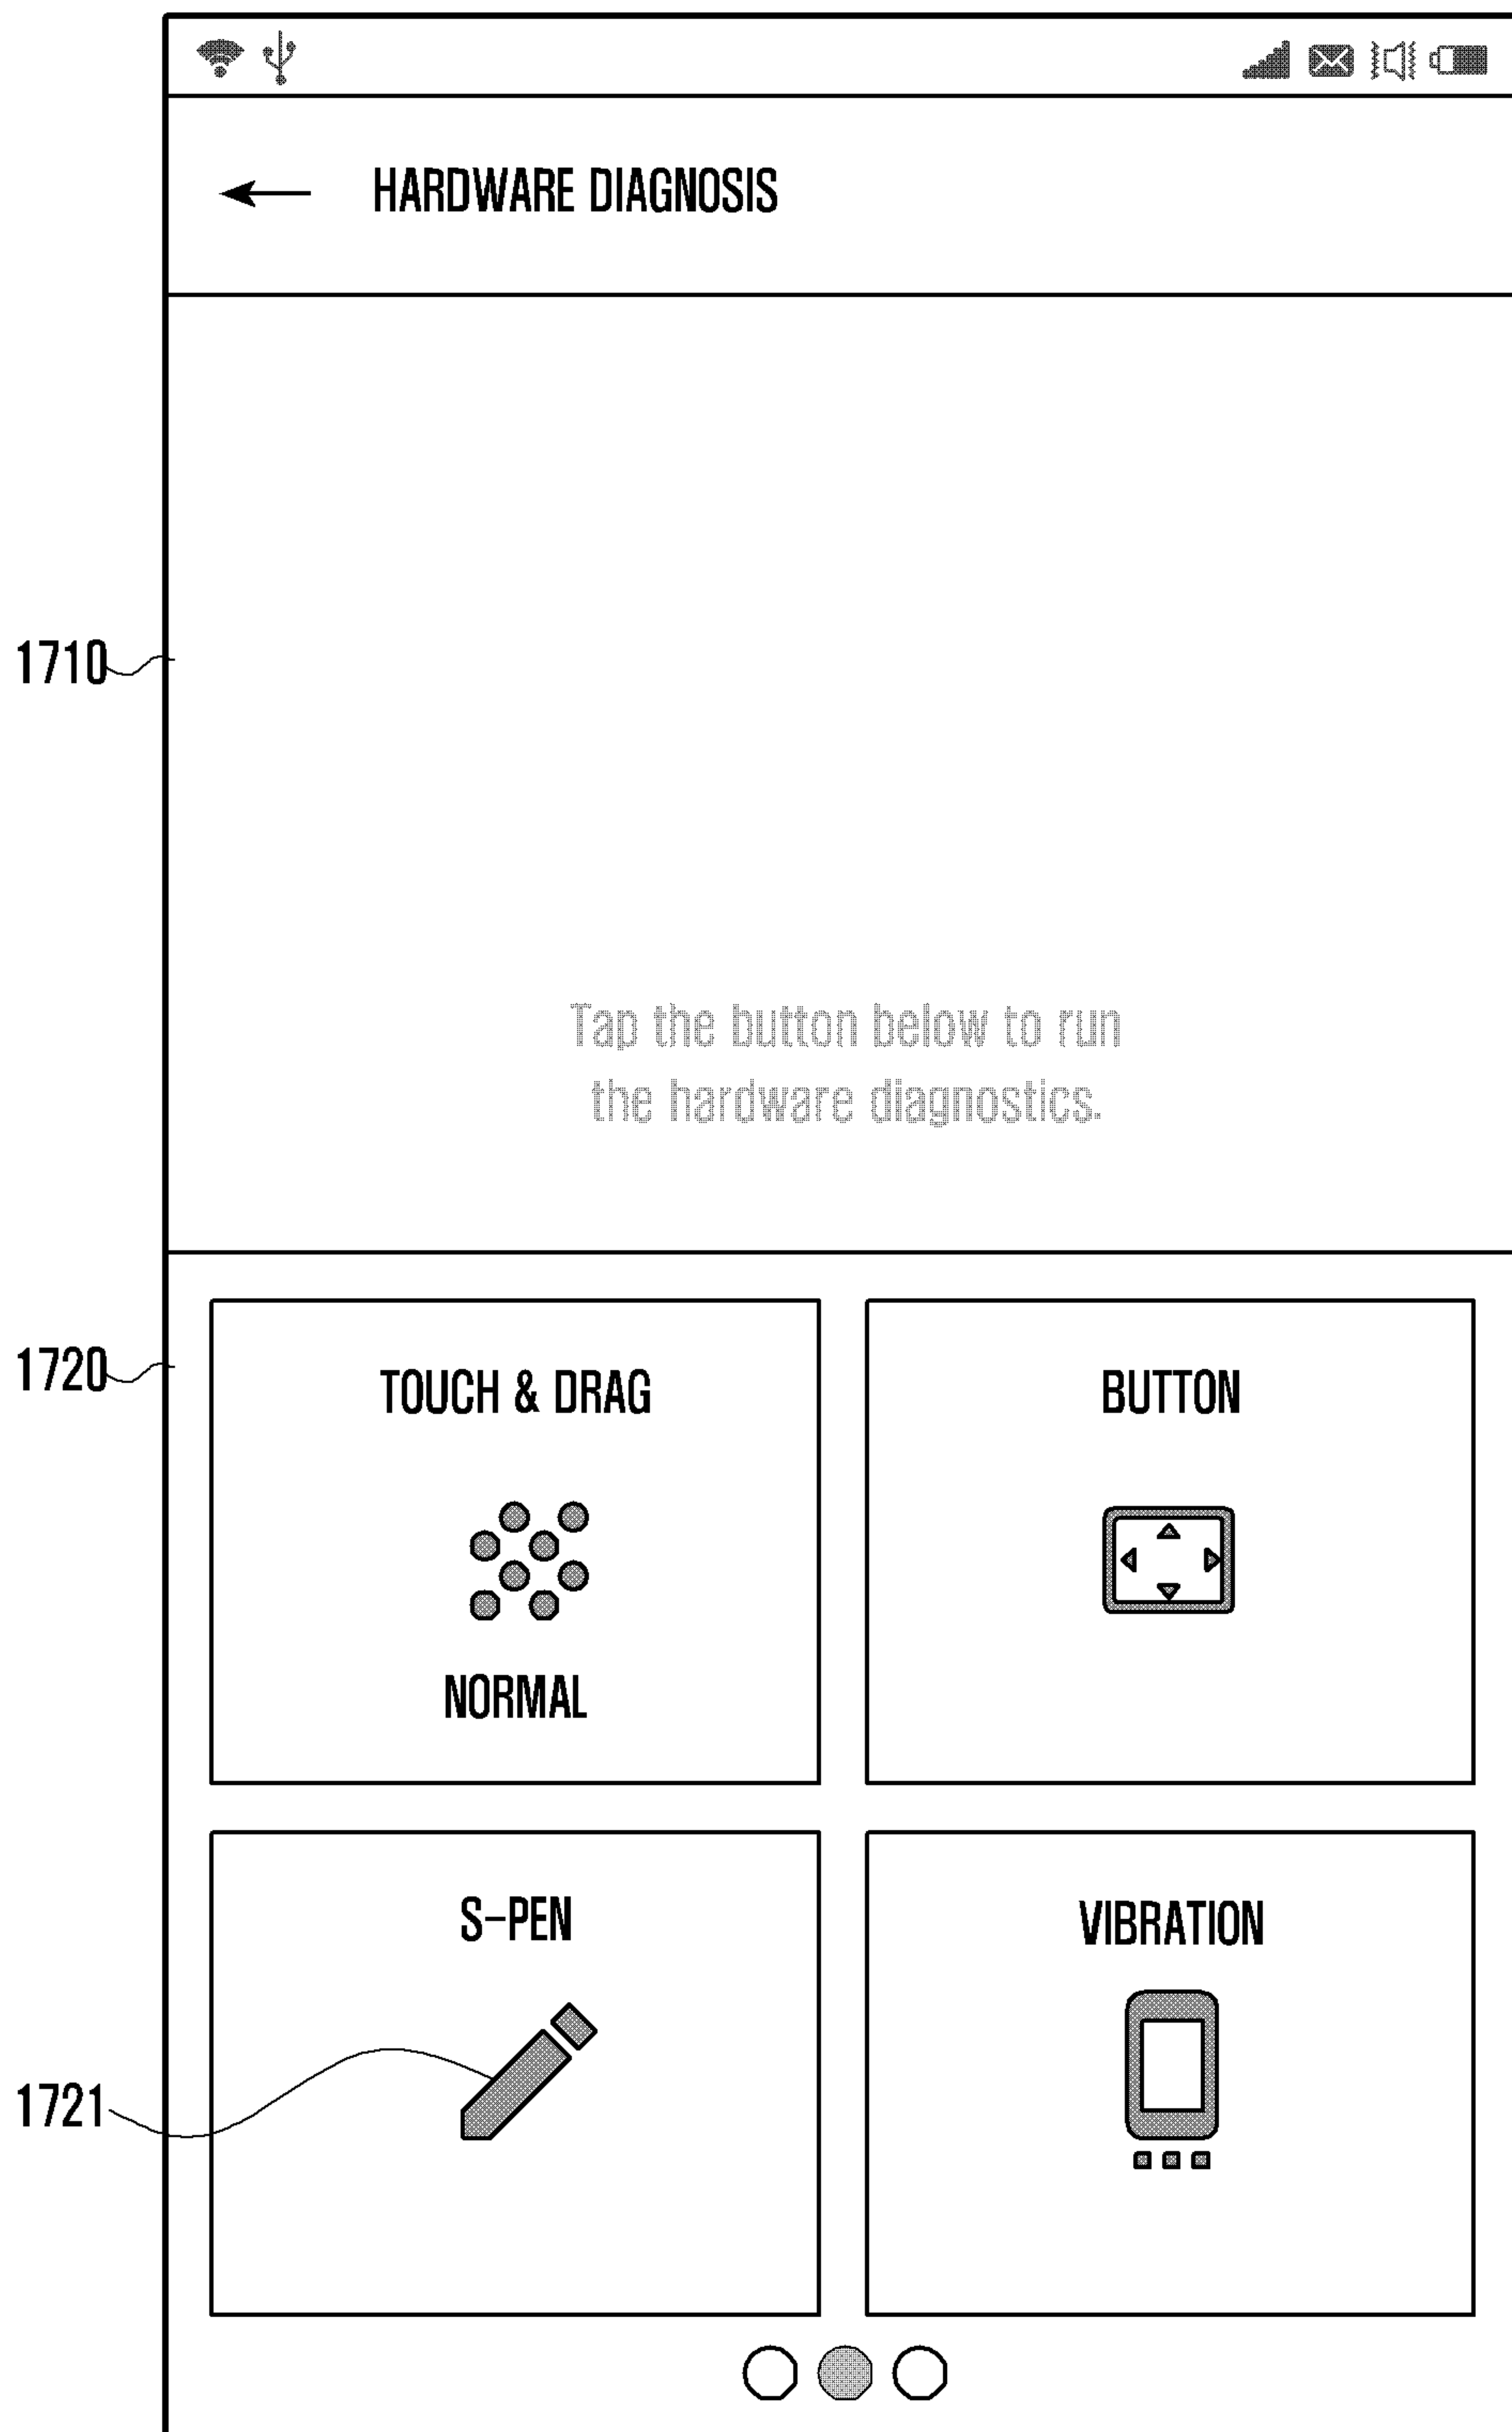 HARDWARE DIAGNOSIS
1710
Tap the button below to run
the hardware diagnostics.
1720
TOUCH & DRAG
BUTTON
NORMAL
S-PEN
VIBRATION
1721